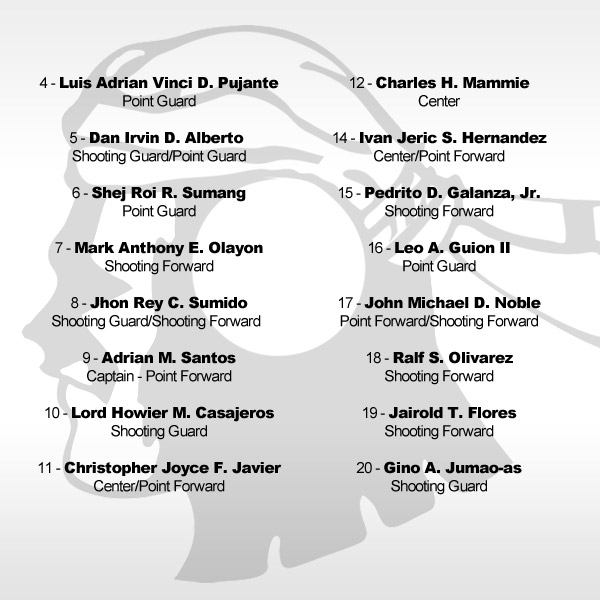 4 - Luis Adrian Vinci D. Pujante
Point Guard
5 - Dan Irvin D. Alberto
Shooting Guard/Point Guard
6 - Shej Roi R. Sumang
Point Guard
7 - Mark Anthony E. Olayon
Shooting Forward
8 - Jhon Rey C. Sumido
Shooting Guard/Shooting Forward
9 - Adrian M. Santos
Captain - Point Forward
10 - Lord Howier M. Casajeros
Shooting Guard
11 - Christopher Joyce F. Javier
Center/Point Forward
12 - Charles H. Mammie
Center
14 - Ivan Jeric S. Hernandez
Center/Point Forward
15 - Pedrito D. Galanza, Jr.
Shooting Forward
16 - Leo A. Guion II
Point Guard
17 - John Michael D. Noble
Point Forward/Shooting Forward
18 - Ralf S. Olivarez
Shooting Forward
19 - Jairold T. Flores
Shooting Forward
20 - Gino A. Jumao-as
Shooting Guard